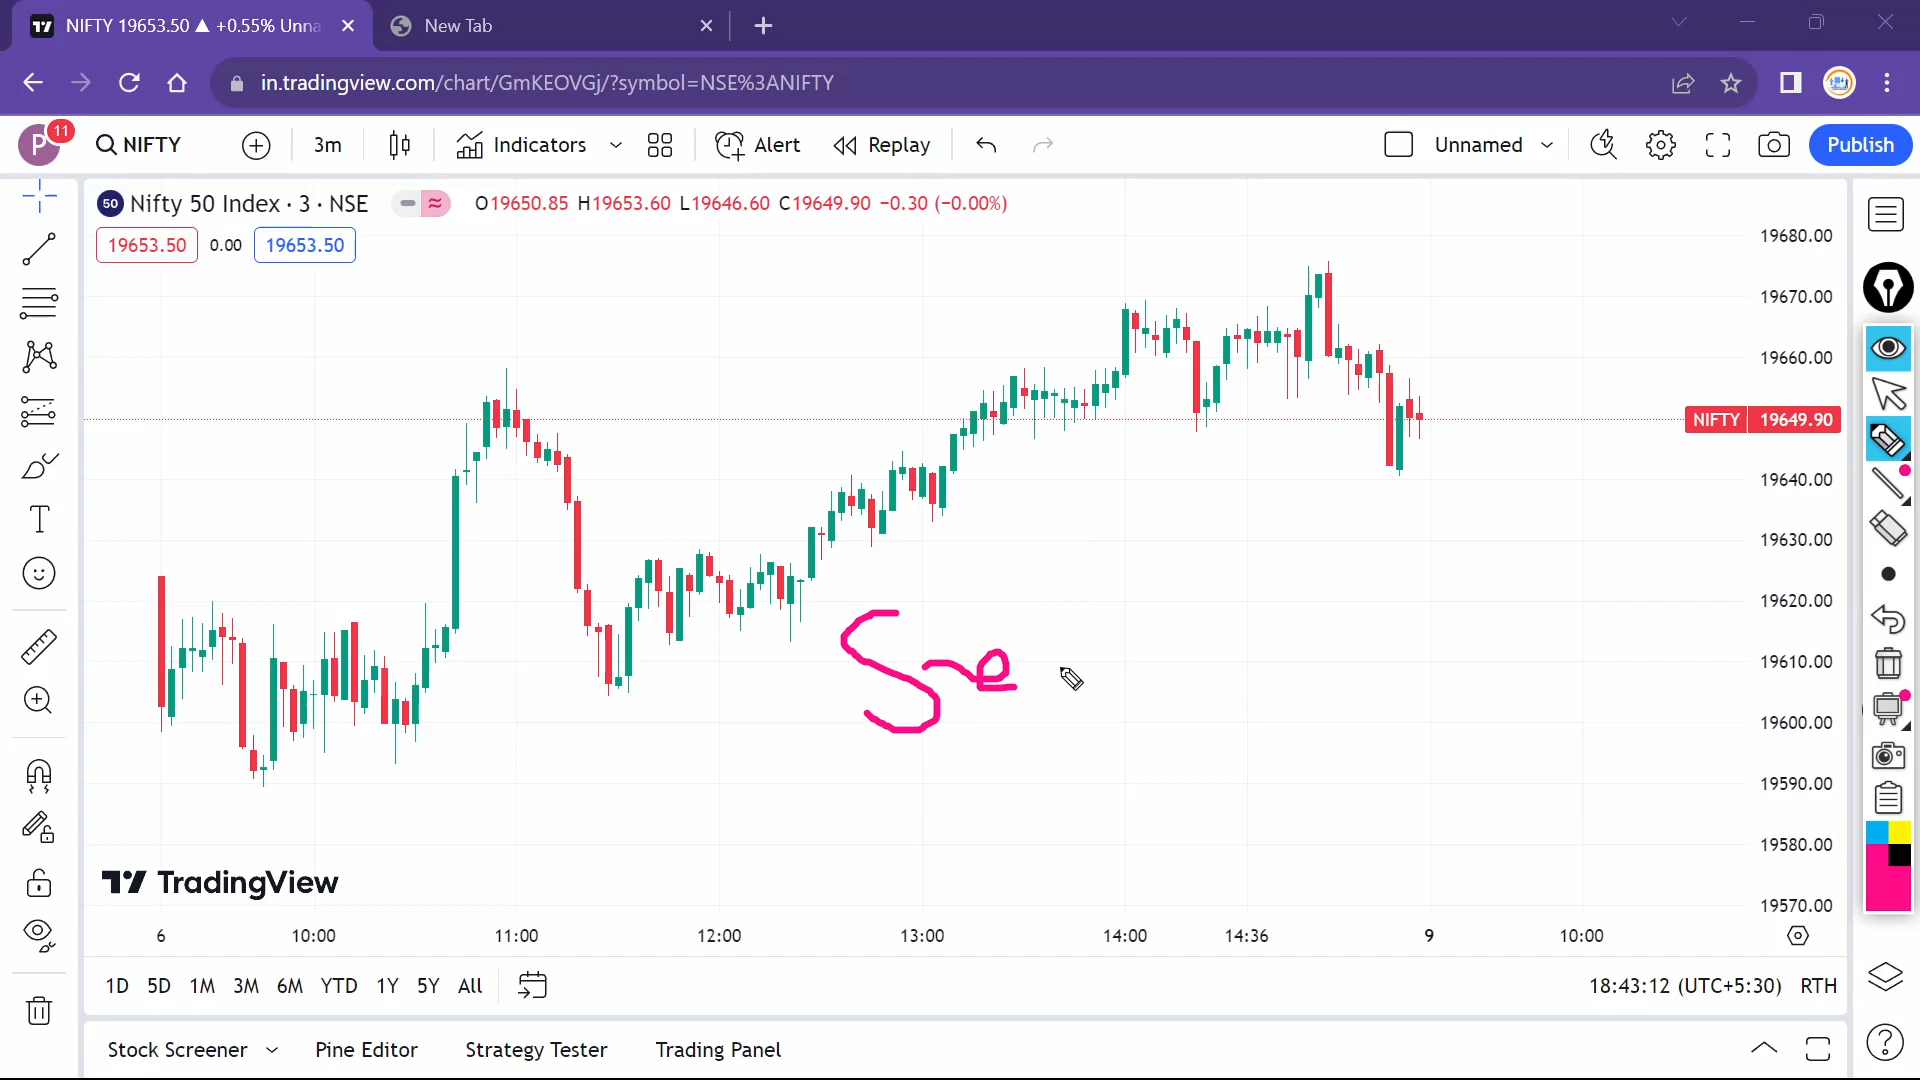 NIFTY 19653.50 ▲ +0.55% Unna
New Tab
in.tradingview.com/chart/GmKEOVGj/?symbol=NSE%3ANIFTY
P 11 NIFTY 3m Indicators Alert Replay Unnamed Publish
50 Nifty 50 Index · 3 · NSE O19650.85 H19653.60 L19646.60 C19649.90 −0.30 (−0.00%)
19653.50 0.00 19653.50
19680.00
19670.00
19660.00
NIFTY 19649.90
19640.00
19630.00
19620.00
19610.00
19600.00
19590.00
19580.00
19570.00
Se
TradingView
6 10:00 11:00 12:00 13:00 14:00 14:36 9 10:00
1D 5D 1M 3M 6M YTD 1Y 5Y All 18:43:12 (UTC+5:30) RTH
Stock Screener Pine Editor Strategy Tester Trading Panel